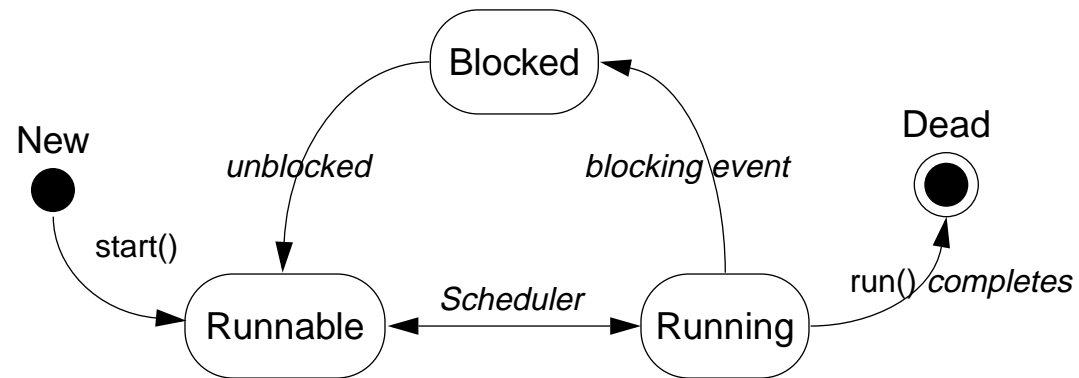 Blocked
New
Dead
unblocked
blocking event
start()
run() completes
Scheduler
Runnable
Running